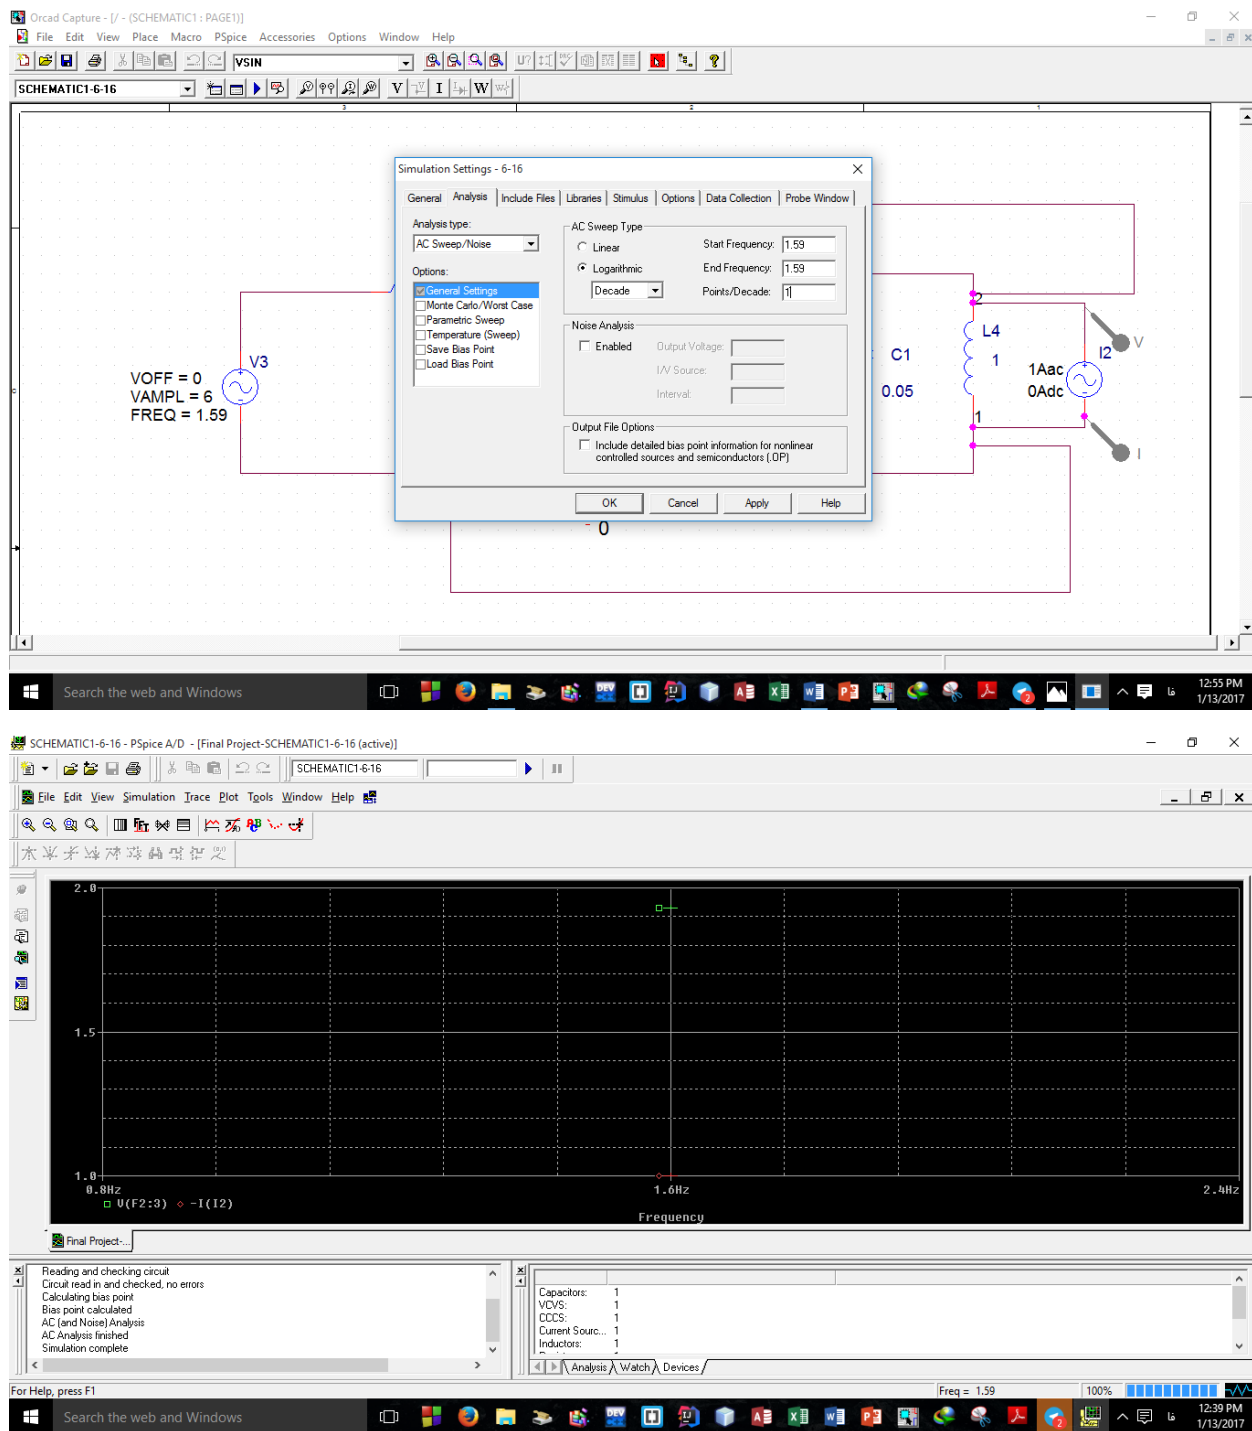 Orcad Capture - [/ - (SCHEMATIC1 : PAGE1)]
File Edit View Place Macro PSpice Accessories Options Window Help
VSIN
U?
SCHEMATIC1-6-16
V I W
3 2 1
Simulation Settings - 6-16
General Analysis Include Files Libraries Stimulus Options Data Collection Probe Window
Analysis type:
AC Sweep/Noise
Options:
General Settings
Monte Carlo/Worst Case
Parametric Sweep
Temperature (Sweep)
Save Bias Point
Load Bias Point
AC Sweep Type
Linear
Logarithmic
Decade
Start Frequency: 1.59
End Frequency: 1.59
Points/Decade: 1
Noise Analysis
Enabled
Output Voltage:
I/V Source:
Interval:
Output File Options
Include detailed bias point information for nonlinear
controlled sources and semiconductors (.OP)
OK Cancel Apply Help
V3
VOFF = 0
VAMPL = 6
FREQ = 1.59
C1
0.05
2
L4
1
1
I2
1Aac
0Adc
V
I
0
Search the web and Windows
12:55 PM
1/13/2017
SCHEMATIC1-6-16 - PSpice A/D - [Final Project-SCHEMATIC1-6-16 (active)]
SCHEMATIC1-6-16
File Edit View Simulation Trace Plot Tools Window Help
2.0
1.5
1.0
0.8Hz 1.6Hz 2.4Hz
V(F2:3) -I(I2)
Frequency
Final Project-...
Reading and checking circuit
Circuit read in and checked, no errors
Calculating bias point
Bias point calculated
AC (and Noise) Analysis
AC Analysis finished
Simulation complete
Capacitors: 1
VCVS: 1
CCCS: 1
Current Sourc... 1
Inductors: 1
Analysis Watch Devices
For Help, press F1
Freq = 1.59 100%
Search the web and Windows
12:39 PM
1/13/2017